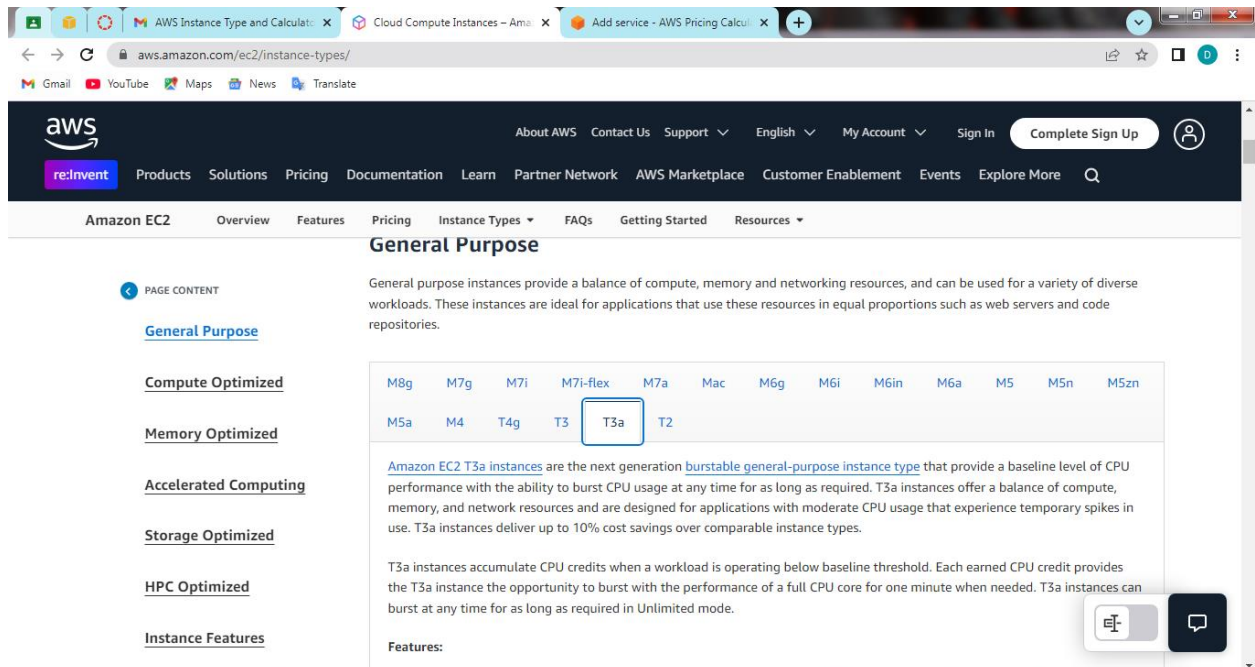 AWS Instance Type and Calculato
Cloud Compute Instances – Ama
Add service - AWS Pricing Calcul
aws.amazon.com/ec2/instance-types/
D
Gmail YouTube Maps News Translate
aws
About AWS Contact Us Support English My Account Sign In Complete Sign Up
re:Invent Products Solutions Pricing Documentation Learn Partner Network AWS Marketplace Customer Enablement Events Explore More
Amazon EC2 Overview Features Pricing Instance Types FAQs Getting Started Resources
PAGE CONTENT
General Purpose
Compute Optimized
Memory Optimized
Accelerated Computing
Storage Optimized
HPC Optimized
Instance Features
General Purpose
General purpose instances provide a balance of compute, memory and networking resources, and can be used for a variety of diverse
workloads. These instances are ideal for applications that use these resources in equal proportions such as web servers and code
repositories.
M8g M7g M7i M7i-flex M7a Mac M6g M6i M6in M6a M5 M5n M5zn
M5a M4 T4g T3 T3a T2
Amazon EC2 T3a instances are the next generation burstable general-purpose instance type that provide a baseline level of CPU
performance with the ability to burst CPU usage at any time for as long as required. T3a instances offer a balance of compute,
memory, and network resources and are designed for applications with moderate CPU usage that experience temporary spikes in
use. T3a instances deliver up to 10% cost savings over comparable instance types.
T3a instances accumulate CPU credits when a workload is operating below baseline threshold. Each earned CPU credit provides
the T3a instance the opportunity to burst with the performance of a full CPU core for one minute when needed. T3a instances can
burst at any time for as long as required in Unlimited mode.
Features: